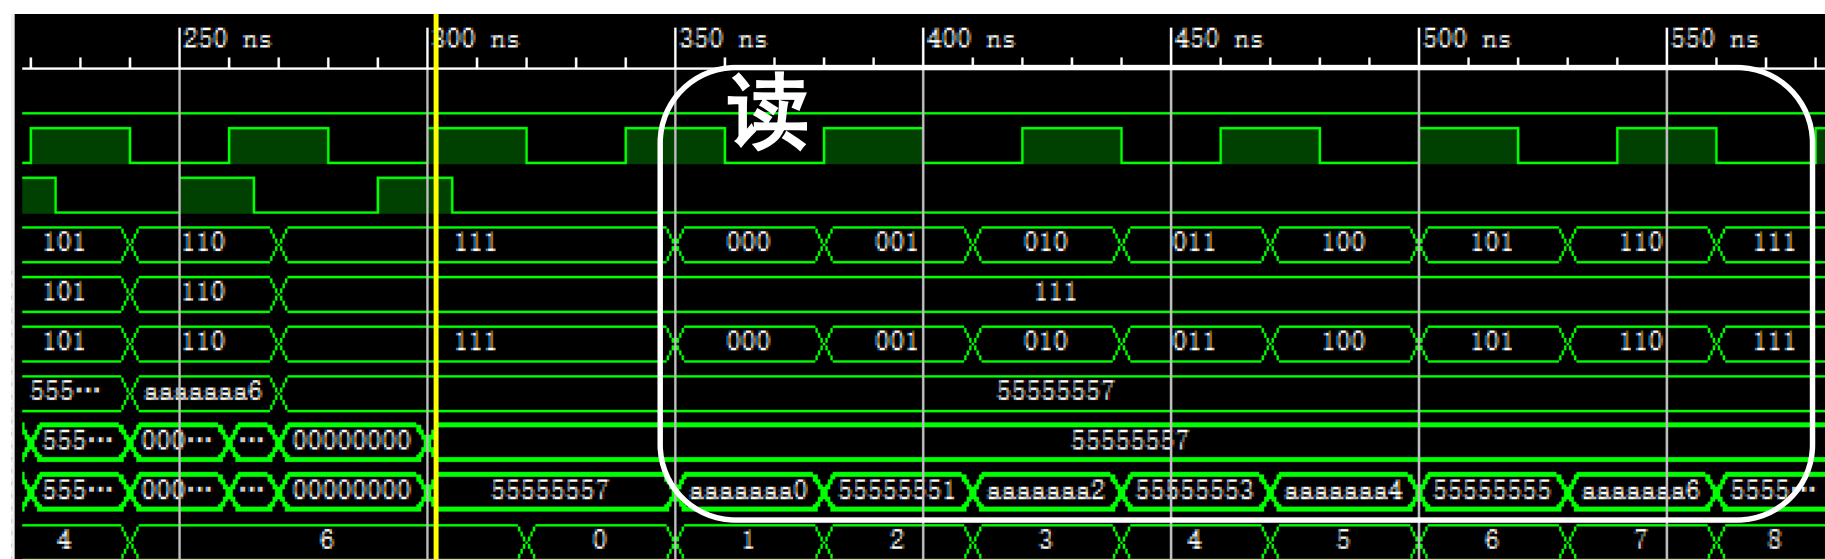 250 ns 300 ns 350 ns 400 ns 450 ns 500 ns 550 ns
读
101 110 111 000 001 010 011 100 101 110 111
101 110 111
101 110 111 000 001 010 011 100 101 110 111
555··· aaaaaaa6 55555557
555··· 000··· ··· 00000000 55555557
555··· 000··· ··· 00000000 55555557 aaaaaaa0 55555551 aaaaaaa2 55555553 aaaaaaa4 55555555 aaaaaaa6 5555···
4 6 0 1 2 3 4 5 6 7 8